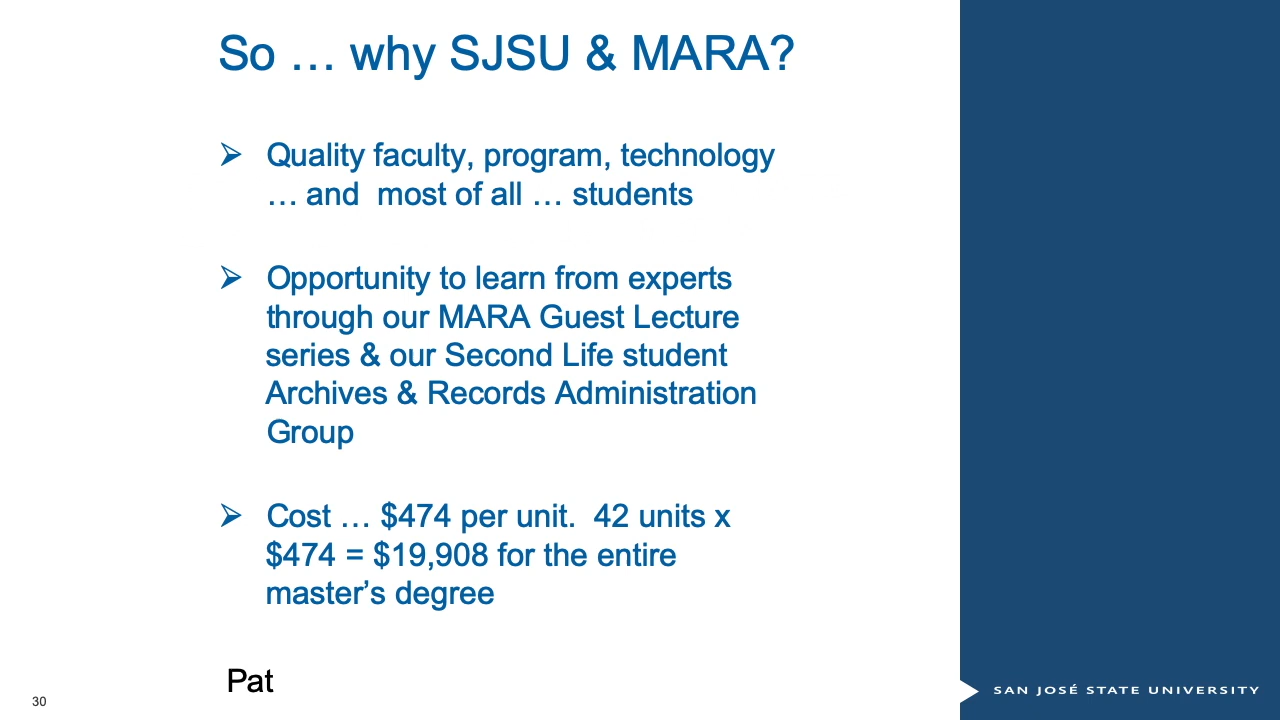 So … why SJSU & MARA?
➢ Quality faculty, program, technology
… and  most of all … students
➢ Opportunity to learn from experts
through our MARA Guest Lecture
series & our Second Life student
Archives & Records Administration
Group
➢ Cost … $474 per unit.  42 units x
$474 = $19,908 for the entire
master’s degree
Pat
30
SAN JOSÉ STATE UNIVERSITY